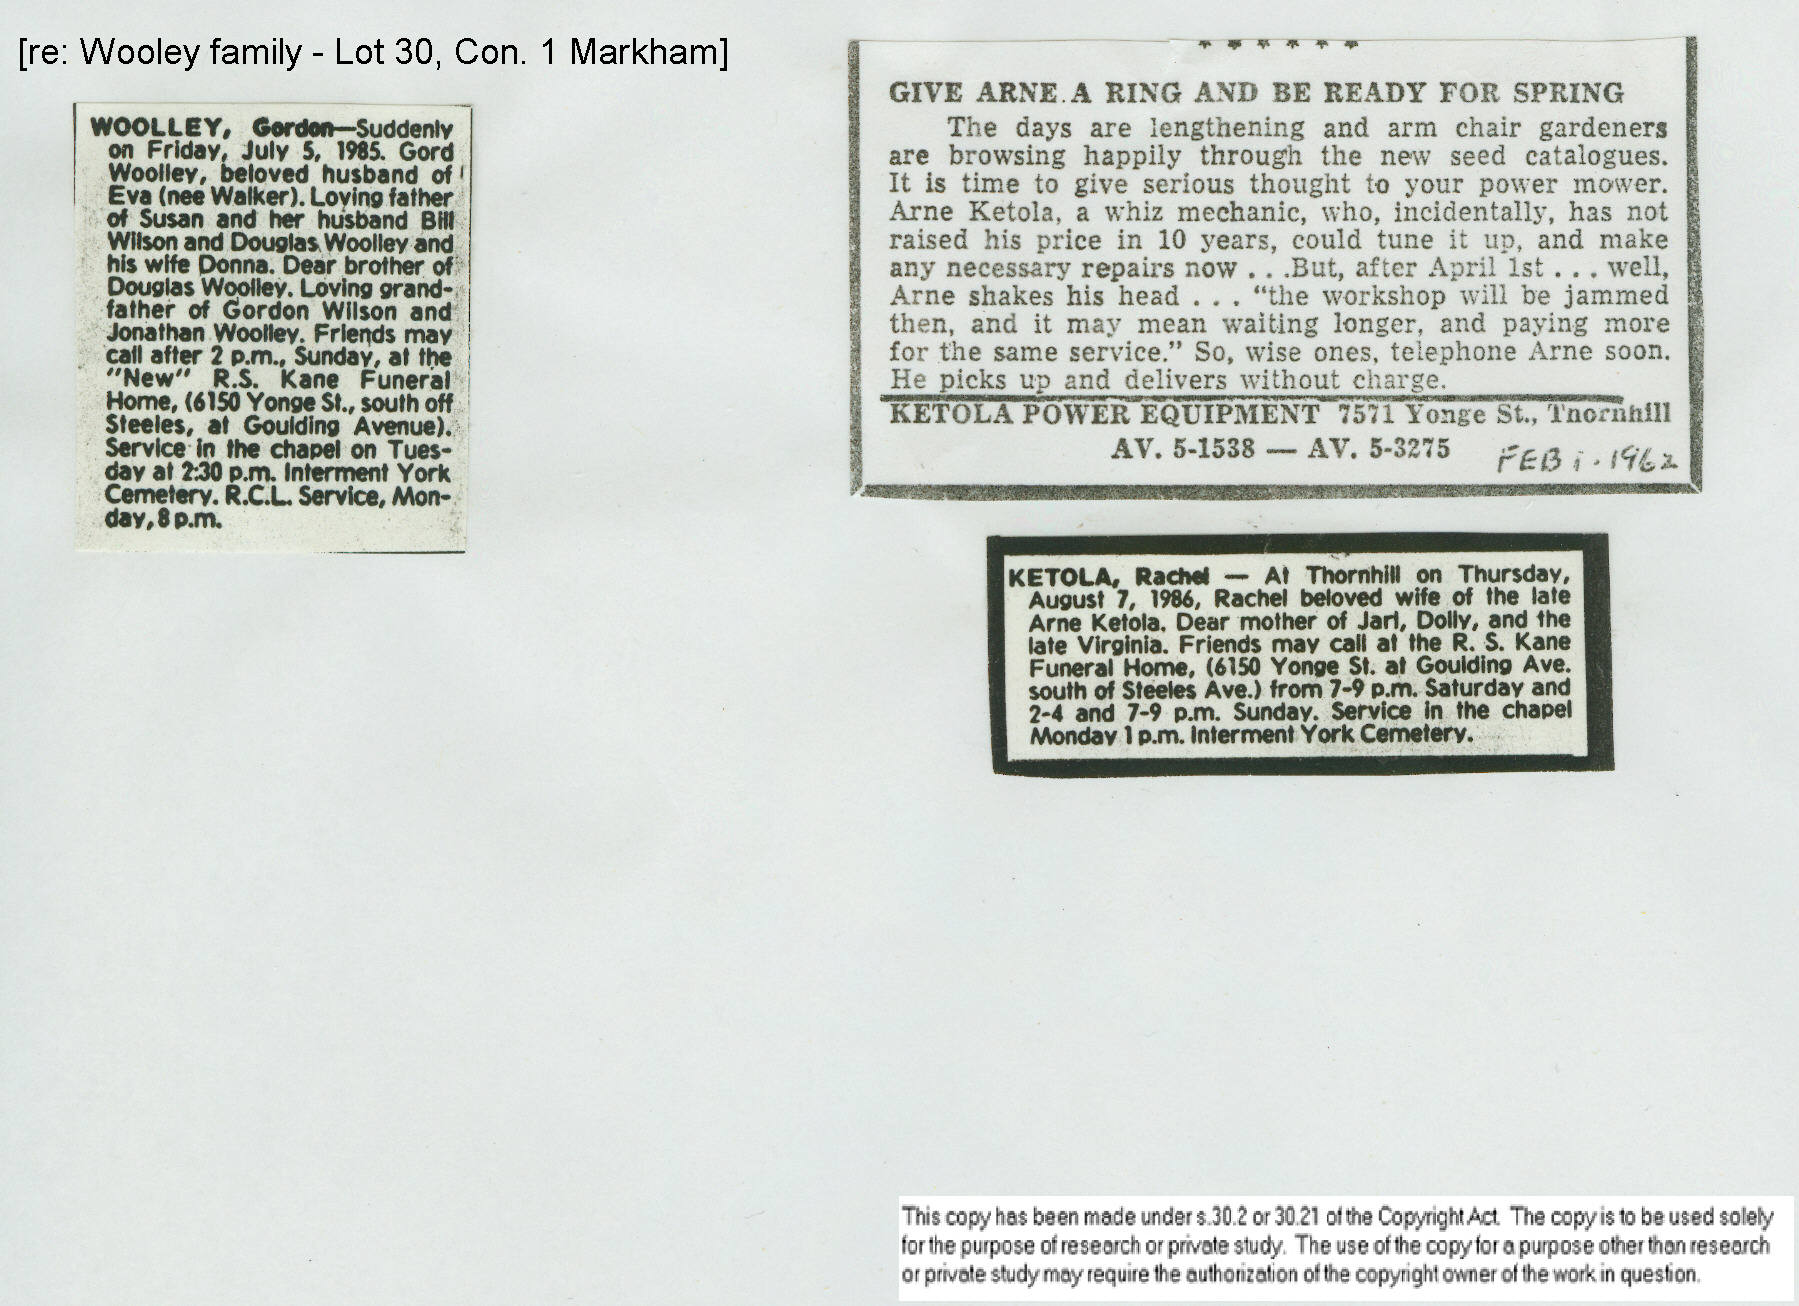 [re: Wooley family - Lot 30, Con. 1 Markham]
WOOLLEY, Gordon—Suddenly
on Friday, July 5, 1985. Gord
Woolley, beloved husband of
Eva (nee Walker). Loving father
of Susan and her husband Bill
Wilson and Douglas Woolley and
his wife Donna. Dear brother of
Douglas Woolley. Loving grand-
father of Gordon Wilson and
Jonathan Woolley. Friends may
call after 2 p.m., Sunday, at the
"New" R.S. Kane Funeral
Home, (6150 Yonge St., south off
Steeles, at Goulding Avenue).
Service in the chapel on Tues-
day at 2:30 p.m. Interment York
Cemetery. R.C.L. Service, Mon-
day, 8 p.m.
* * * * * *
GIVE ARNE A RING AND BE READY FOR SPRING
The days are lengthening and arm chair gardeners
are browsing happily through the new seed catalogues.
It is time to give serious thought to your power mower.
Arne Ketola, a whiz mechanic, who, incidentally, has not
raised his price in 10 years, could tune it up, and make
any necessary repairs now . . .But, after April 1st . . . well,
Arne shakes his head . . . "the workshop will be jammed
then, and it may mean waiting longer, and paying more
for the same service." So, wise ones, telephone Arne soon.
He picks up and delivers without charge.
KETOLA POWER EQUIPMENT 7571 Yonge St., Thornhill
AV. 5-1538 — AV. 5-3275
FEB 1. 1962
KETOLA, Rachel — At Thornhill on Thursday,
August 7, 1986, Rachel beloved wife of the late
Arne Ketola. Dear mother of Jarl, Dolly, and the
late Virginia. Friends may call at the R. S. Kane
Funeral Home, (6150 Yonge St. at Goulding Ave.
south of Steeles Ave.) from 7-9 p.m. Saturday and
2-4 and 7-9 p.m. Sunday. Service in the chapel
Monday 1 p.m. Interment York Cemetery.
This copy has been made under s.30.2 or 30.21 of the Copyright Act. The copy is to be used solely
for the purpose of research or private study. The use of the copy for a purpose other than research
or private study may require the authorization of the copyright owner of the work in question.